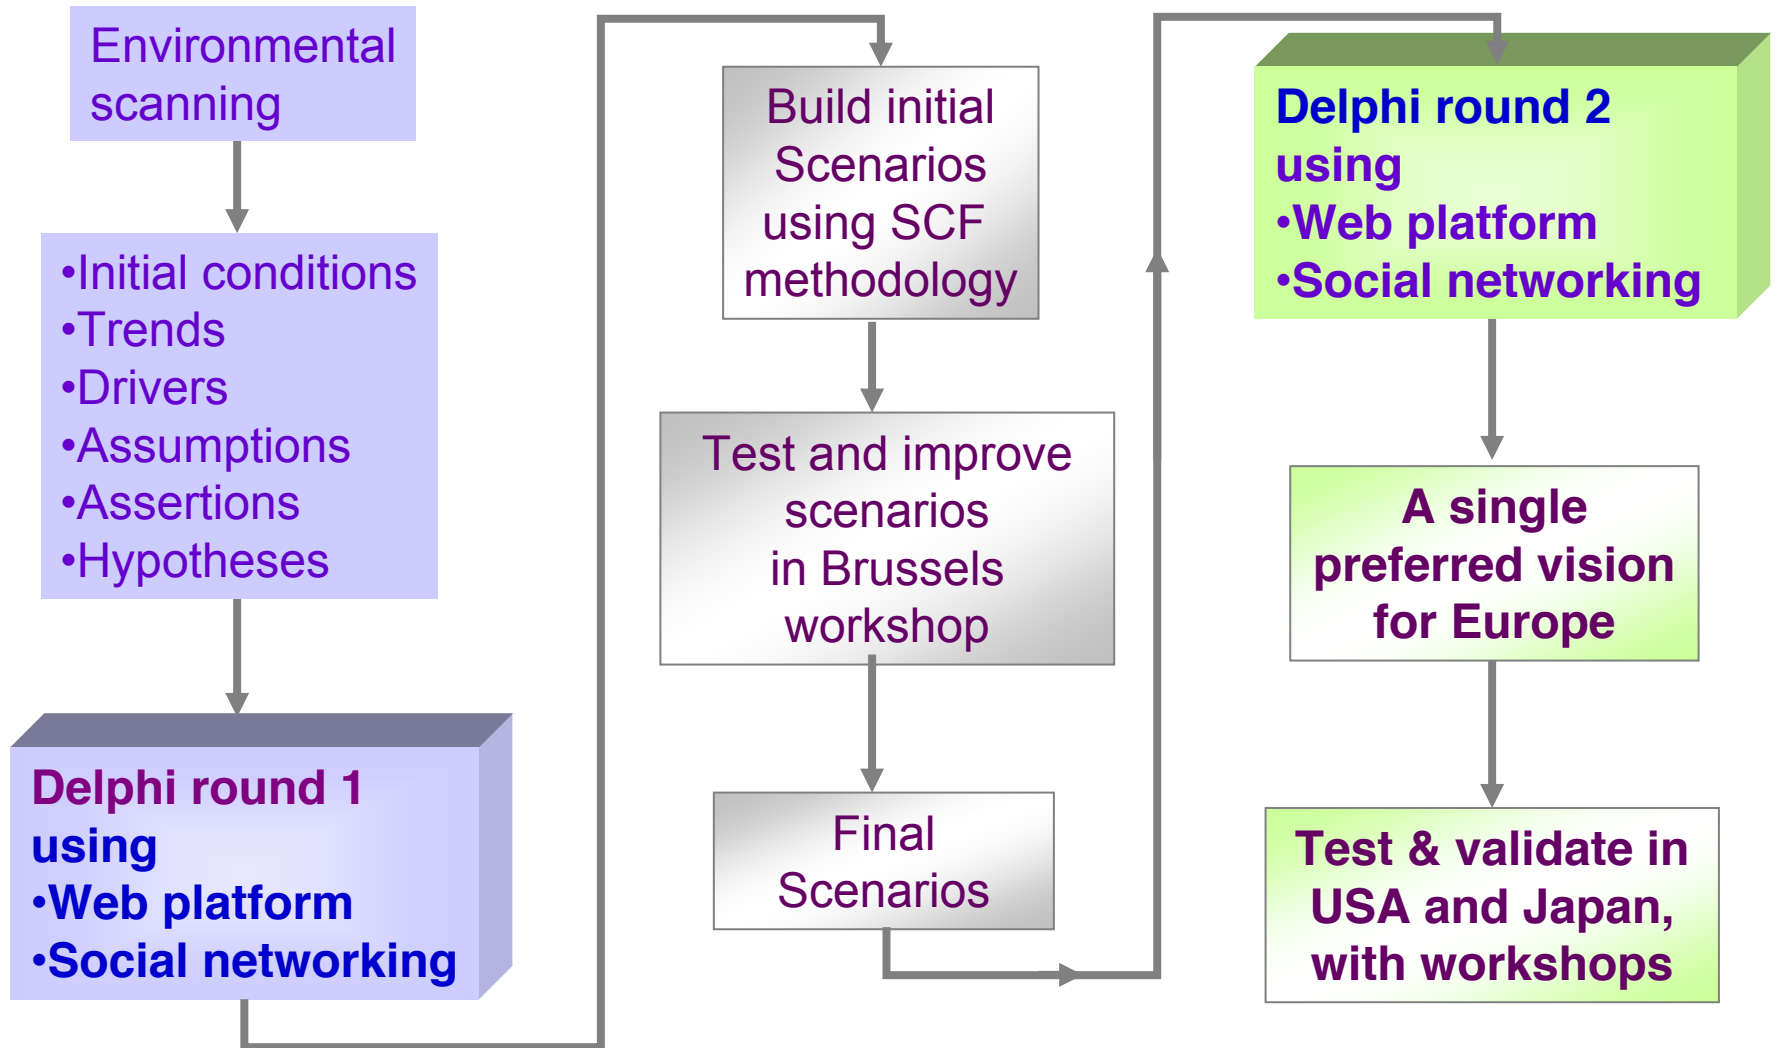 Environmental
scanning
•Initial conditions
•Trends
•Drivers
•Assumptions
•Assertions
•Hypotheses
Delphi round 1
using
•Web platform
•Social networking
Build initial
Scenarios
using SCF
methodology
Test and improve
scenarios
in Brussels
workshop
Final
Scenarios
Delphi round 2
using
•Web platform
•Social networking
A single
preferred vision
for Europe
Test & validate in
USA and Japan,
with workshops